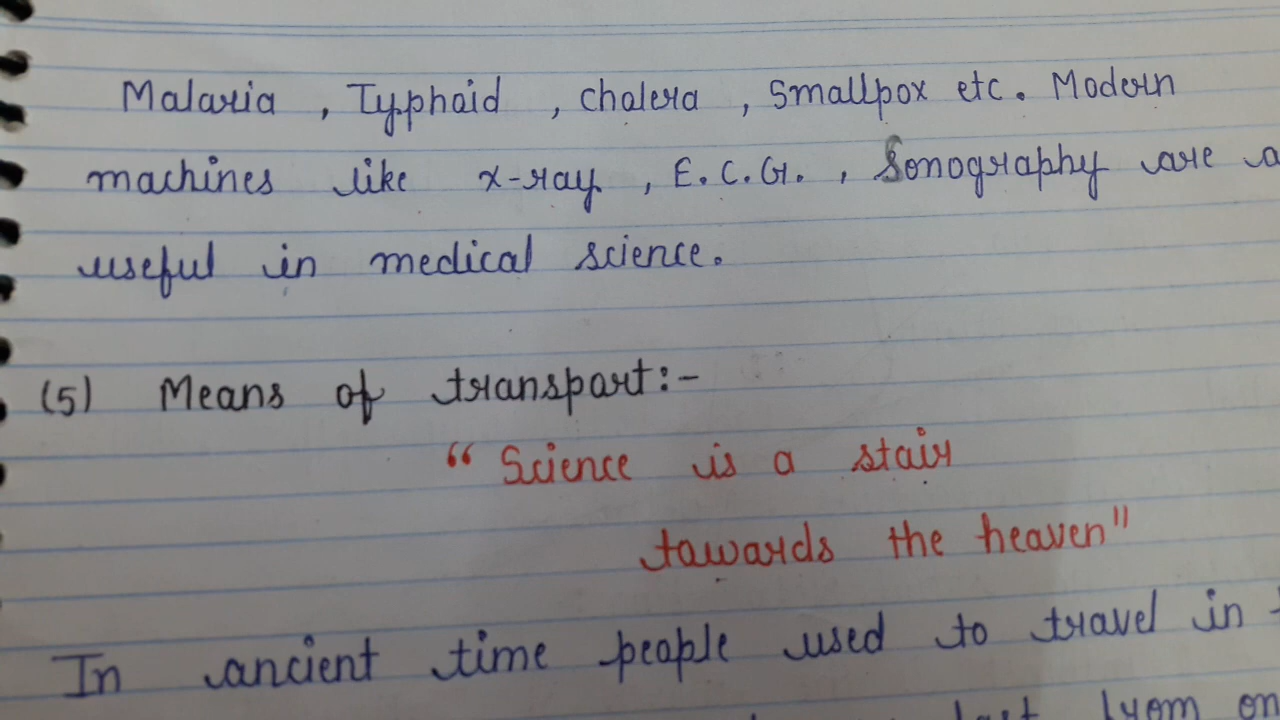 Malaria , Typhoid , cholera , Smallpox etc. Modern
machines like x-ray , E.C.G. , Sonography are
useful in medical science.
(5) Means of transport:-
“ Science is a stair
towards the heaven"
In ancient time people used to travel in